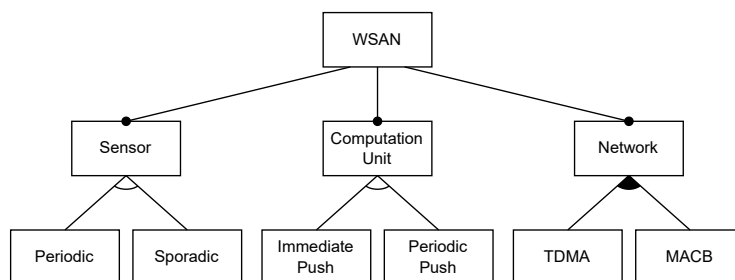 WSAN
Sensor
Computation
Unit
Network
Periodic
Sporadic
Immediate
Push
Periodic
Push
TDMA
MACB